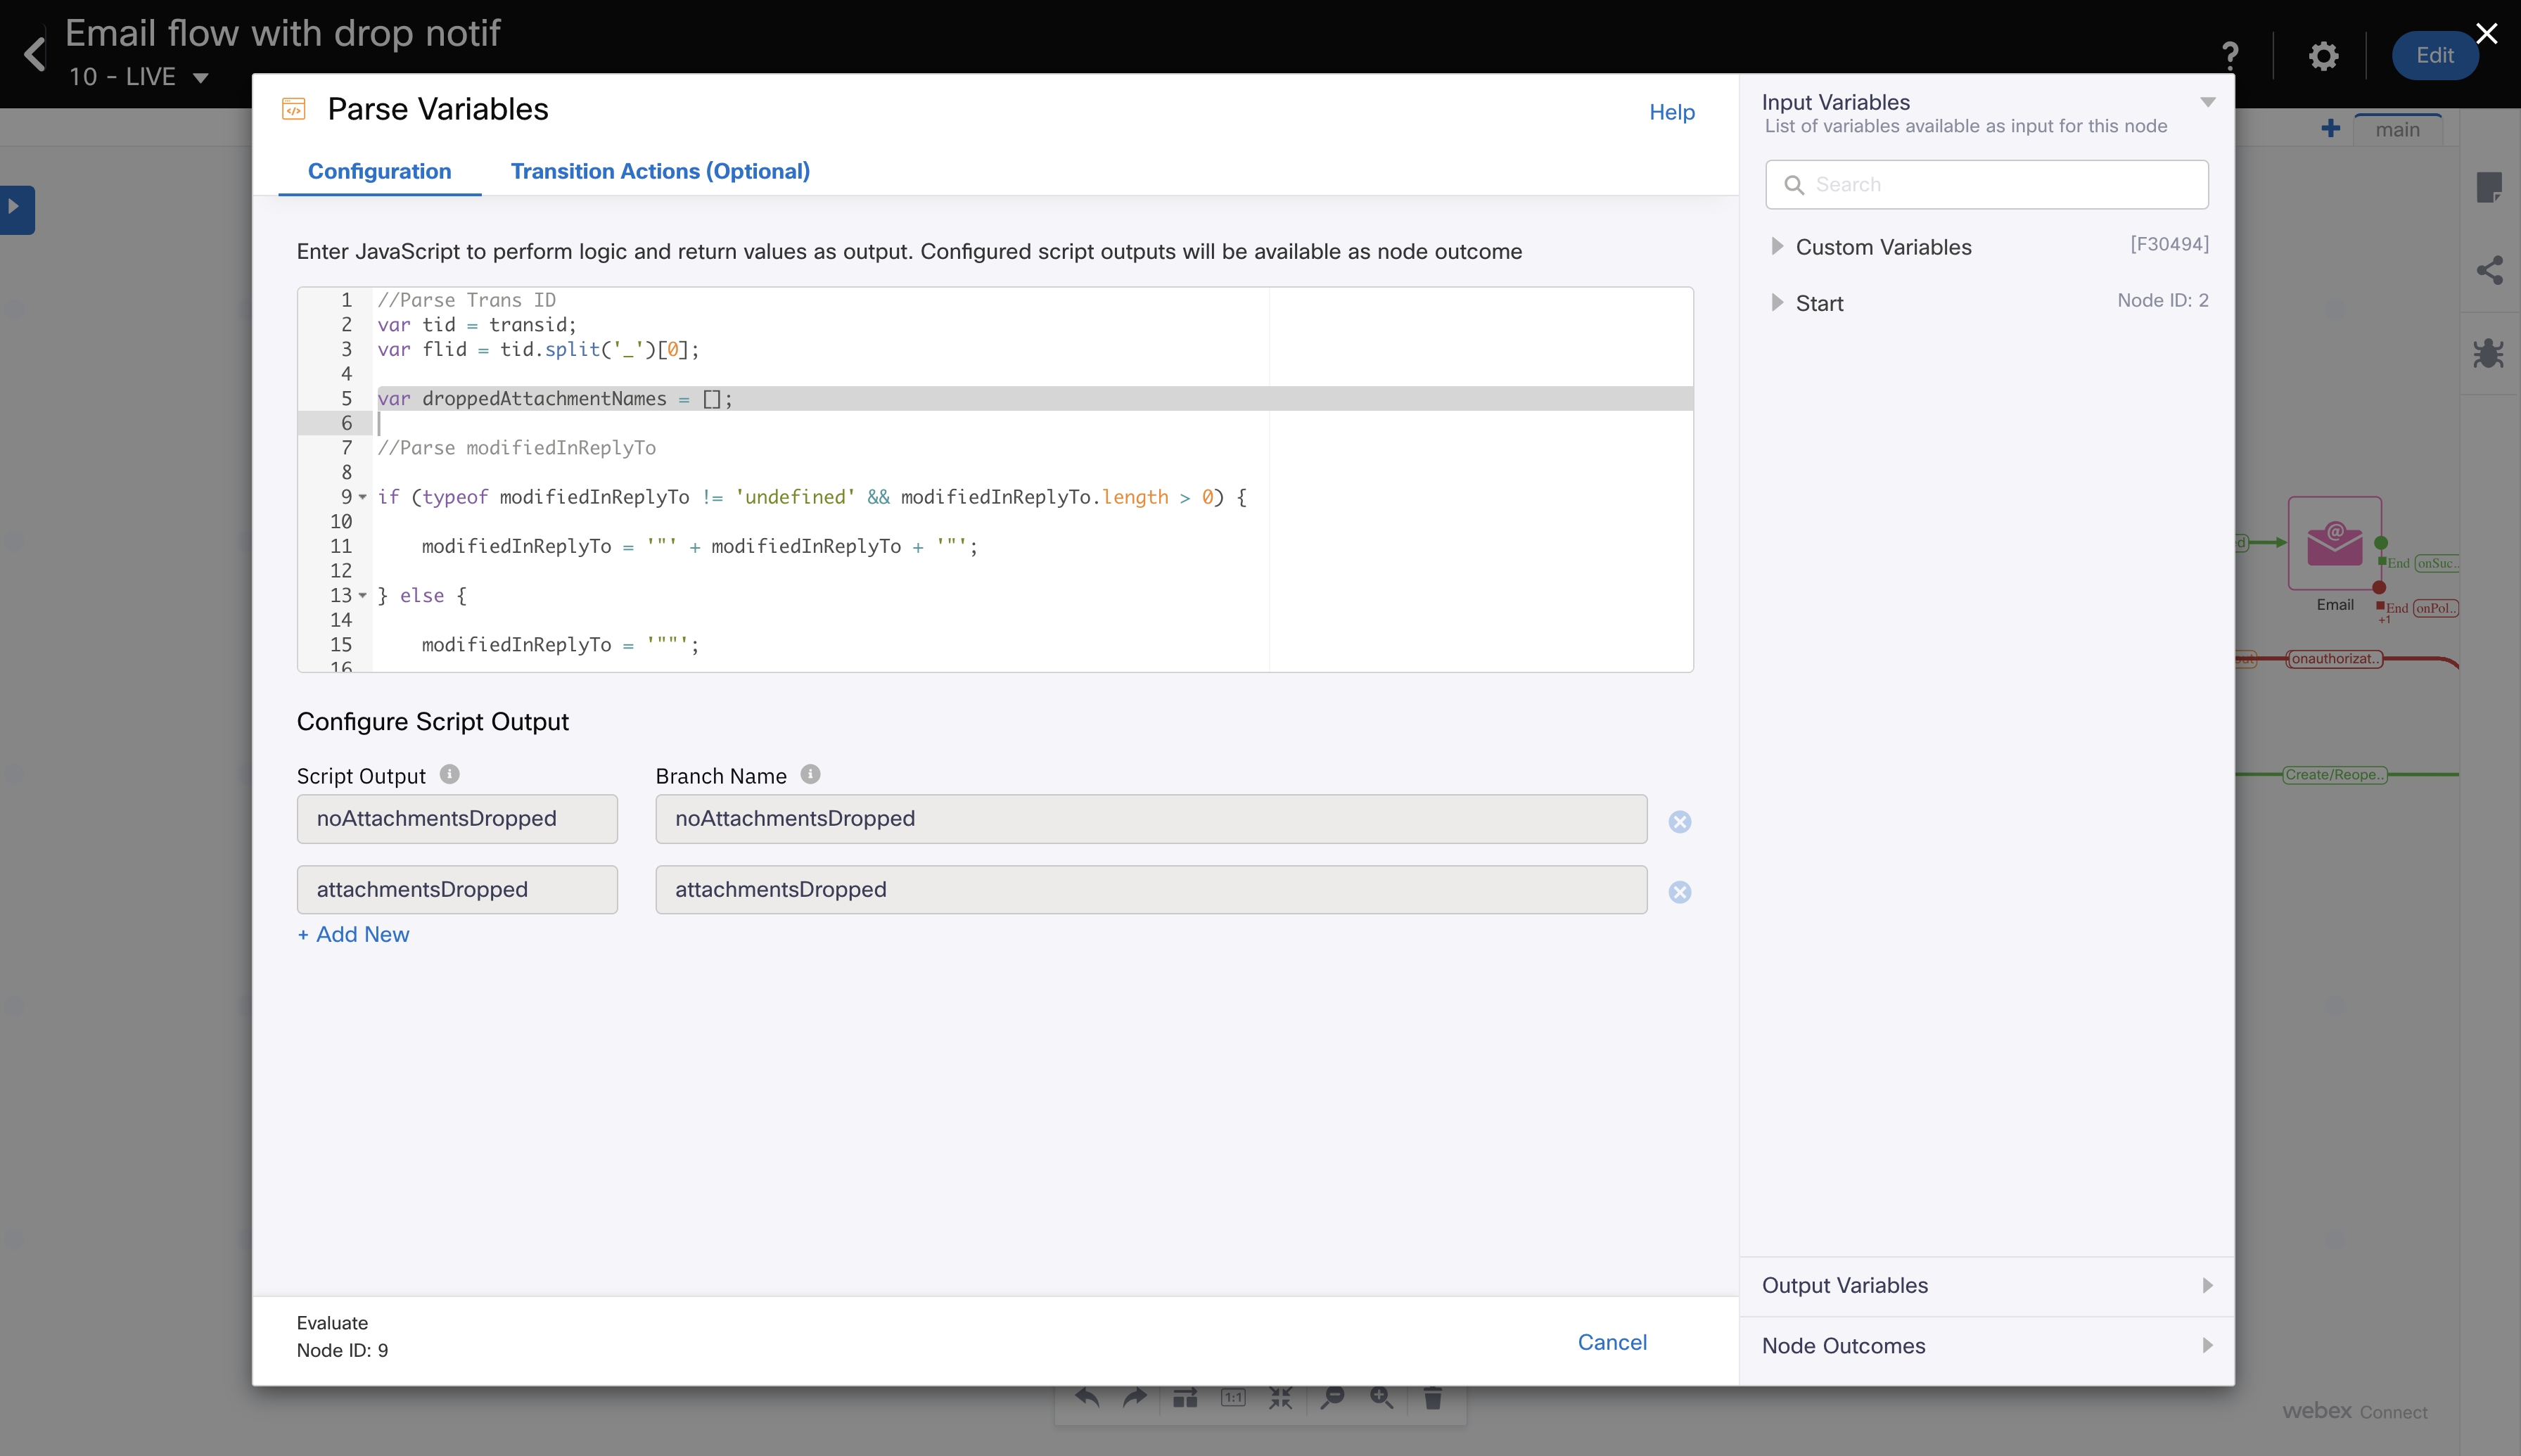 Email flow with drop notif
10 - LIVE
Edit
main
Parse Variables
Help
Configuration
Transition Actions (Optional)
Enter JavaScript to perform logic and return values as output. Configured script outputs will be available as node outcome
1 //Parse Trans ID
2 var tid = transid;
3 var flid = tid.split('_')[0];
4
5 var droppedAttachmentNames = [];
6
7 //Parse modifiedInReplyTo
8
9 if (typeof modifiedInReplyTo != 'undefined' && modifiedInReplyTo.length > 0) {
10
11 modifiedInReplyTo = '"' + modifiedInReplyTo + '"';
12
13 } else {
14
15 modifiedInReplyTo = '""';
16
Configure Script Output
Script Output
Branch Name
noAttachmentsDropped
noAttachmentsDropped
attachmentsDropped
attachmentsDropped
+ Add New
Evaluate
Node ID: 9
Cancel
Input Variables
List of variables available as input for this node
Search
Custom Variables
[F30494]
Start
Node ID: 2
Output Variables
Node Outcomes
End onSuc..
Email
End onPol..
+1
onauthorizat..
Create/Reope..
1:1
webex Connect